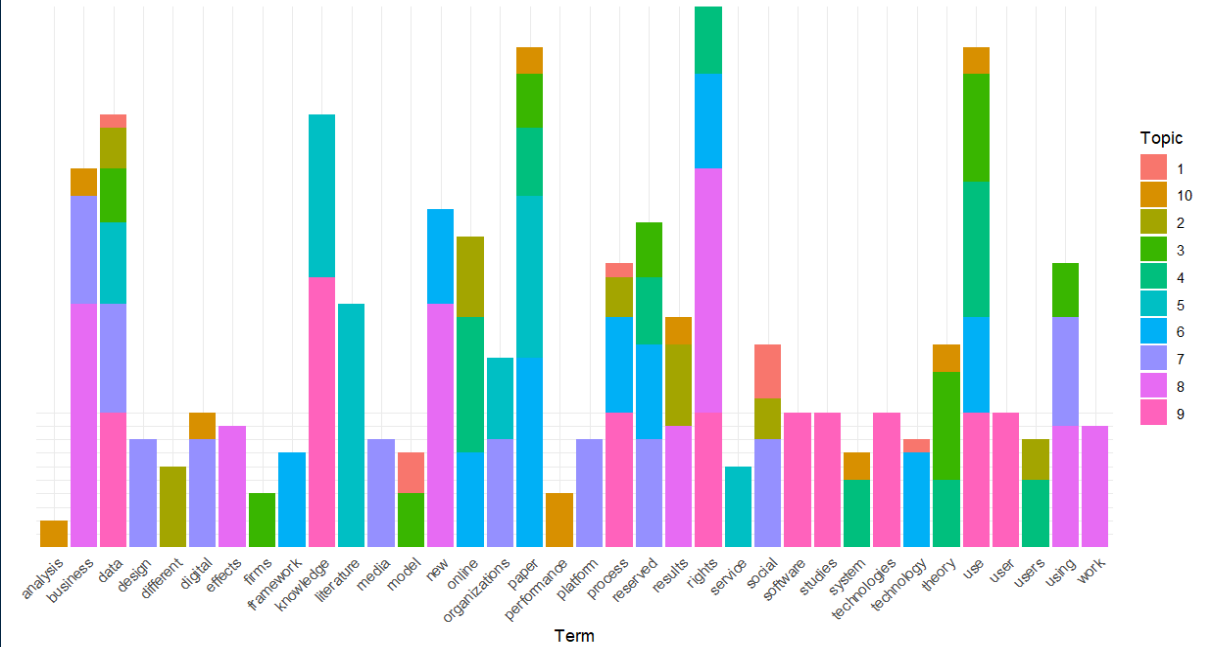 analysis
business
data
design
different
digital
effects
firms
framework
knowledge
literature
media
model
new
online
organizations
paper
performance
platform
process
reserved
results
rights
service
social
software
studies
system
technologies
technology
theory
use
user
users
using
work
Term
Topic
1
10
2
3
4
5
6
7
8
9